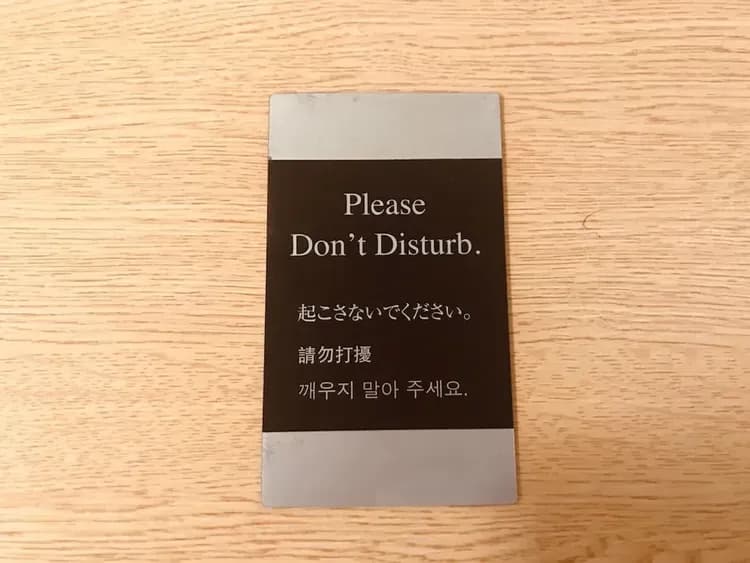 Please
Don't Disturb.
起こさないでください。
請勿打擾
깨우지 말아 주세요.